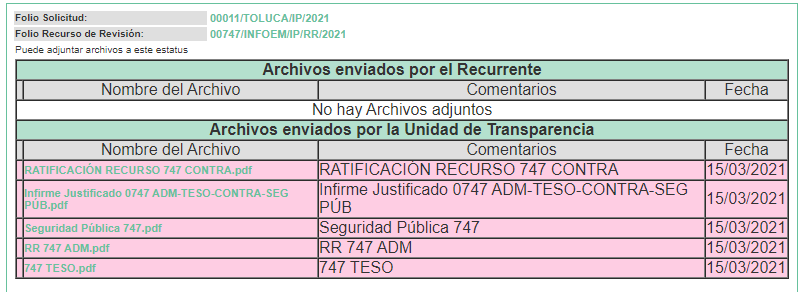 Folio Solicitud: 00011/TOLUCA/IP/2021
Folio Recurso de Revisión: 00747/INFOEM/IP/RR/2021
Puede adjuntar archivos a este estatus
Archivos enviados por el Recurrente
Nombre del Archivo Comentarios Fecha
No hay Archivos adjuntos
Archivos enviados por la Unidad de Transparencia
Nombre del Archivo Comentarios Fecha
RATIFICACIÓN RECURSO 747 CONTRA.pdf RATIFICACIÓN RECURSO 747 CONTRA 15/03/2021
Infirme Justificado 0747 ADM-TESO-CONTRA-SEG Infirme Justificado 0747 ADM-TESO-CONTRA-SEG 15/03/2021
PÚB.pdf PÚB
Seguridad Pública 747.pdf Seguridad Pública 747 15/03/2021
RR 747 ADM.pdf RR 747 ADM 15/03/2021
747 TESO.pdf 747 TESO 15/03/2021